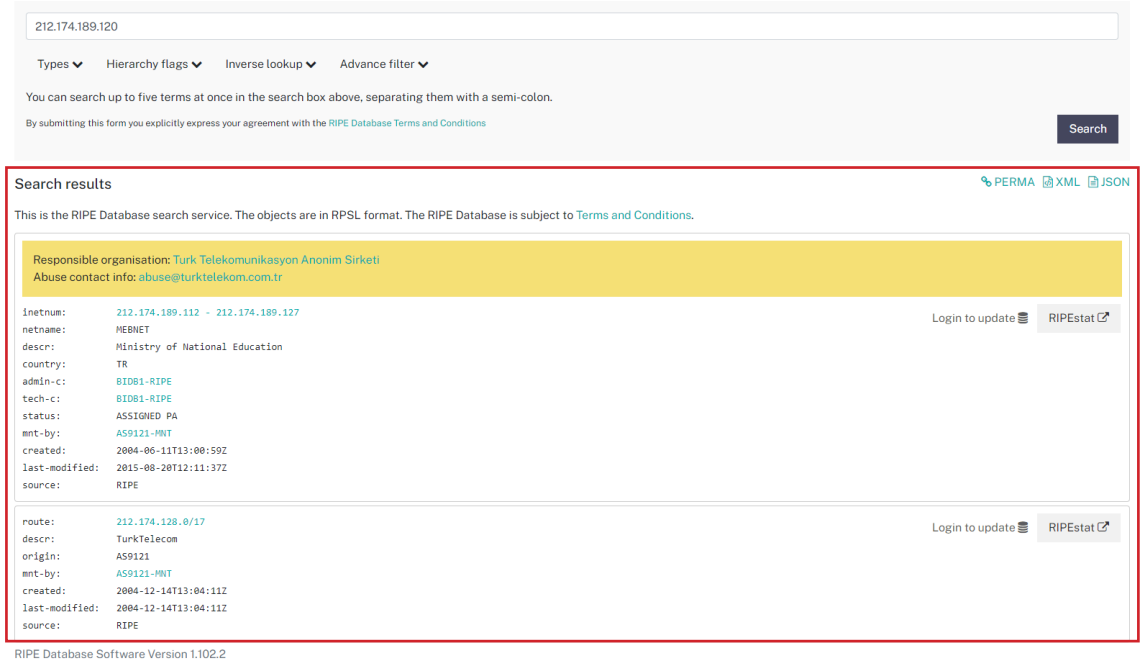 212.174.189.120
Types Hierarchy flags Inverse lookup Advance filter
You can search up to five terms at once in the search box above, separating them with a semi-colon.
By submitting this form you explicitly express your agreement with the RIPE Database Terms and Conditions
Search
Search results PERMA XML JSON
This is the RIPE Database search service. The objects are in RPSL format. The RIPE Database is subject to Terms and Conditions.
Responsible organisation: Turk Telekomunikasyon Anonim Sirketi
Abuse contact info: abuse@turktelekom.com.tr
inetnum: 212.174.189.112 - 212.174.189.127 Login to update RIPEstat
netname: MEBNET
descr: Ministry of National Education
country: TR
admin-c: BIDB1-RIPE
tech-c: BIDB1-RIPE
status: ASSIGNED PA
mnt-by: AS9121-MNT
created: 2004-06-11T13:00:59Z
last-modified: 2015-08-20T12:11:37Z
source: RIPE
route: 212.174.128.0/17 Login to update RIPEstat
descr: TurkTelecom
origin: AS9121
mnt-by: AS9121-MNT
created: 2004-12-14T13:04:11Z
last-modified: 2004-12-14T13:04:11Z
source: RIPE
RIPE Database Software Version 1.102.2